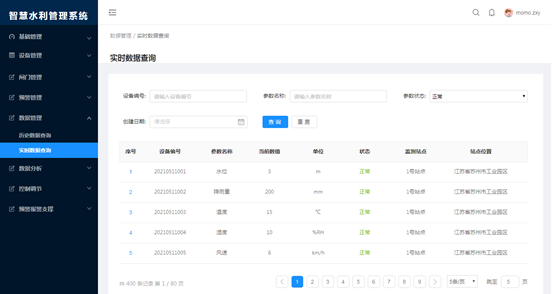 智慧水利管理系统
momo.zxy
基础管理
设备管理
闸门管理
预警管理
数据管理
历史数据查询
实时数据查询
数据分析
控制调节
预警报警支撑
数据管理 / 实时数据查询
实时数据查询
设备编号: 请输入设备编号 参数名称: 请输入参数名称 参数状态: 正常
创建日期: 请选择 查 询 重 置
序号 设备编号 参数名称 当前数值 单位 状态 监测站点 站点位置
1 20210511001 水位 3 m 正常 1号站点 江苏省苏州市工业园区
2 20210511002 降雨量 200 mm 正常 1号站点 江苏省苏州市工业园区
3 20210511003 温度 15 ℃ 正常 1号站点 江苏省苏州市工业园区
4 20210511004 湿度 10 %RH 正常 1号站点 江苏省苏州市工业园区
5 20210511005 风速 6 km/h 正常 1号站点 江苏省苏州市工业园区
共 400 条记录 第 1 / 80 页 1 2 3 4 5 6 7 8 9 5条/页 跳至 5 页